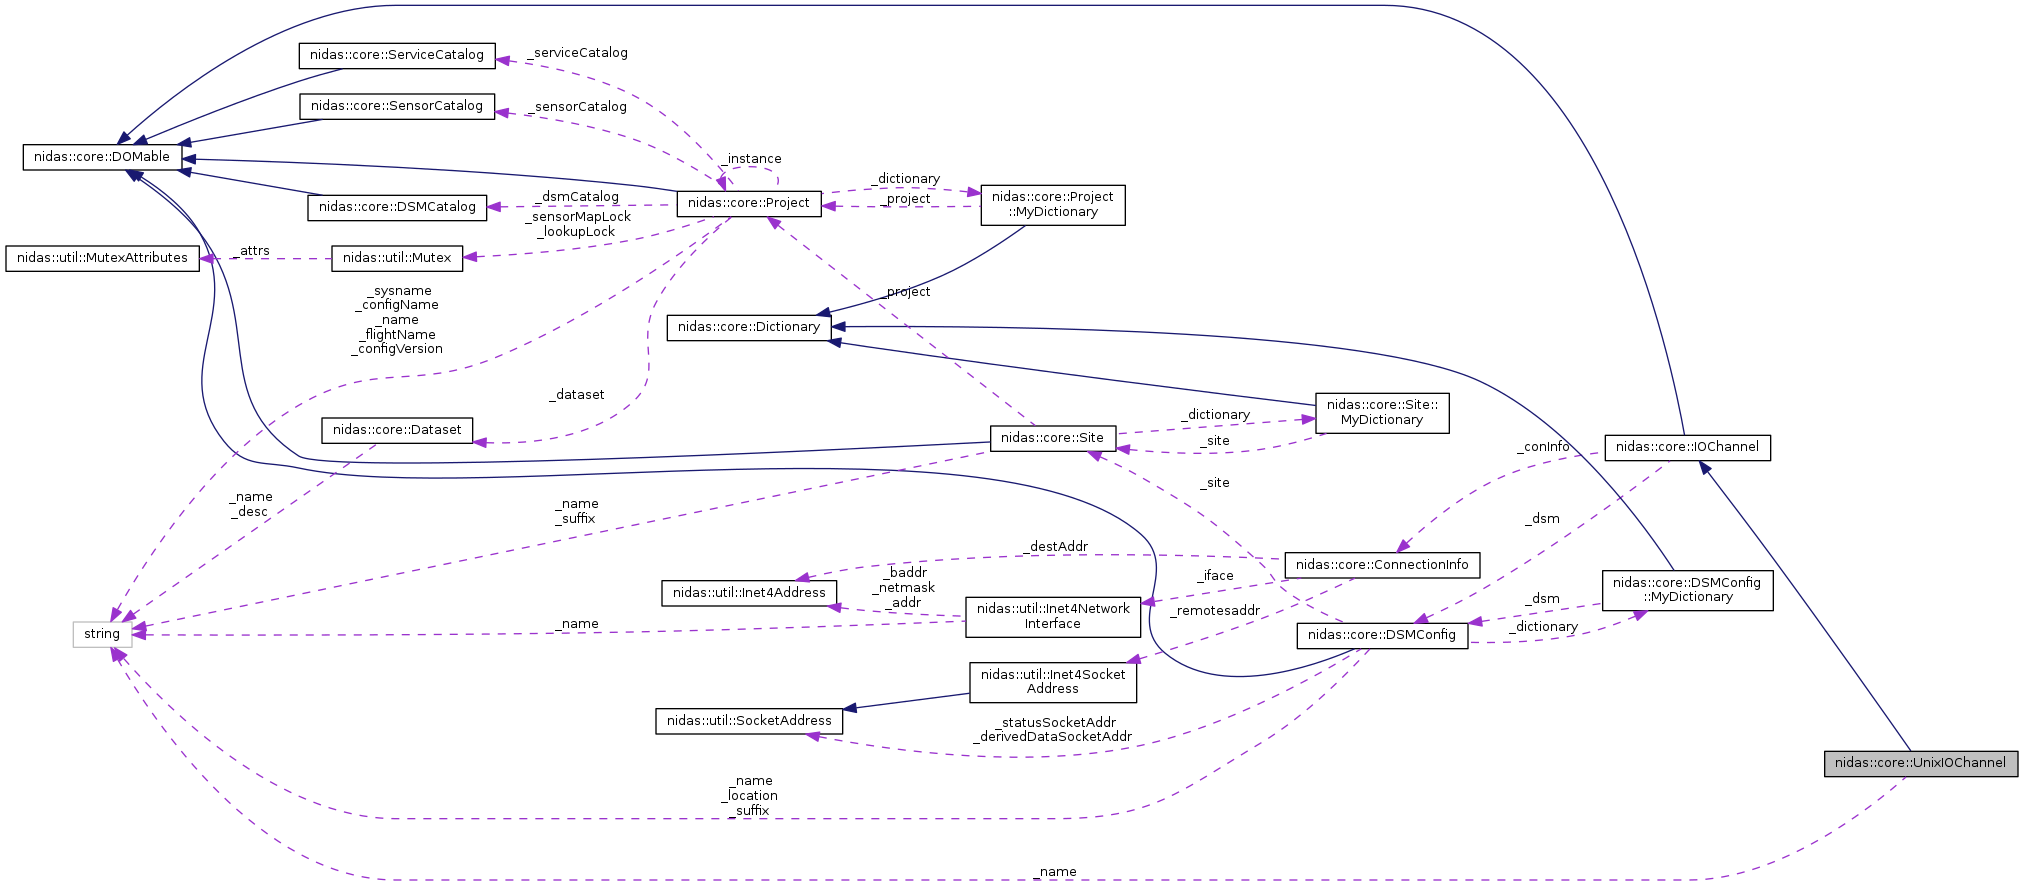 nidas::core::ServiceCatalog
_serviceCatalog
nidas::core::SensorCatalog
_sensorCatalog
nidas::core::DOMable
_instance
_dictionary
nidas::core::Project
::MyDictionary
_dsmCatalog
_project
nidas::core::DSMCatalog
nidas::core::Project
_sensorMapLock
_lookupLock
_attrs
nidas::util::MutexAttributes
nidas::util::Mutex
_sysname
_configName
_name
_flightName
_configVersion
_project
nidas::core::Dictionary
_dataset
nidas::core::Site::
MyDictionary
_dictionary
nidas::core::Dataset
nidas::core::Site
_site
_conInfo
nidas::core::IOChannel
_site
_name
_desc
_name
_suffix
_dsm
_destAddr
nidas::core::ConnectionInfo
_baddr
_netmask
_addr
_iface
nidas::core::DSMConfig
::MyDictionary
nidas::util::Inet4Address
nidas::util::Inet4Network
Interface
_dsm
_remotesaddr
_name
string
nidas::core::DSMConfig
_dictionary
nidas::util::Inet4Socket
Address
nidas::util::SocketAddress
_statusSocketAddr
_derivedDataSocketAddr
nidas::core::UnixIOChannel
_name
_location
_suffix
_name